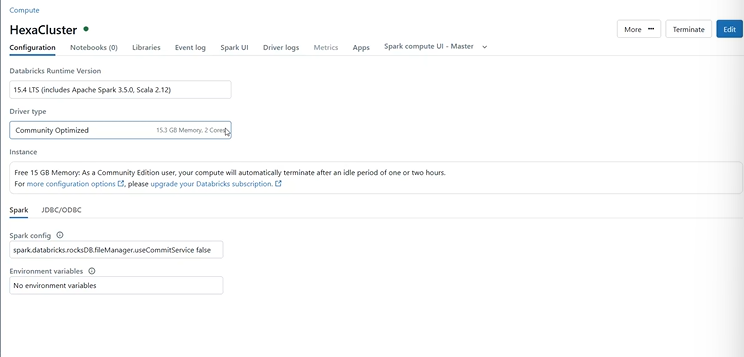 Compute
HexaCluster
More ··· Terminate Edit
Configuration Notebooks (0) Libraries Event log Spark UI Driver logs Metrics Apps Spark compute UI - Master
Databricks Runtime Version
15.4 LTS (includes Apache Spark 3.5.0, Scala 2.12)
Driver type
Community Optimized 15.3 GB Memory, 2 Cores
Instance
Free 15 GB Memory: As a Community Edition user, your compute will automatically terminate after an idle period of one or two hours.
For more configuration options, please upgrade your Databricks subscription.
Spark JDBC/ODBC
Spark config
spark.databricks.rocksDB.fileManager.useCommitService false
Environment variables
No environment variables